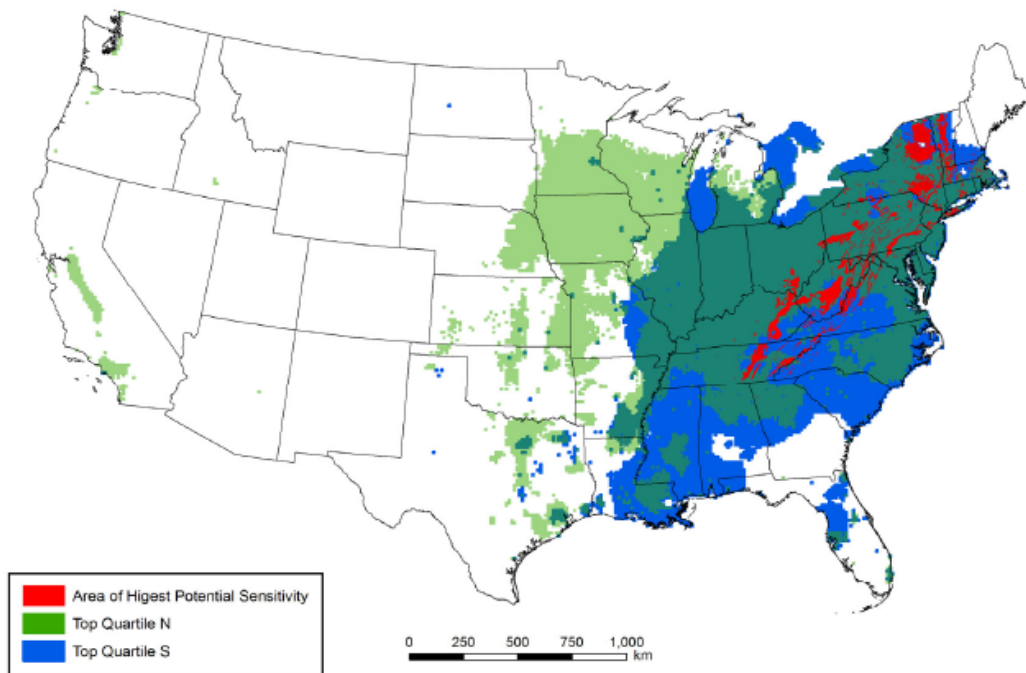 Area of Higest Potential Sensitivity
Top Quartile N
Top Quartile S
0 250 500 750 1,000
km